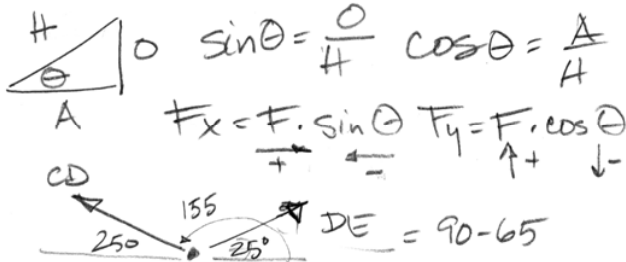 H O sinθ = O/H cosθ = A/H
θ
A
Fx = F · sinθ Fy = F · cosθ
+ - + -
CD
155
250 25° DE = 90-65